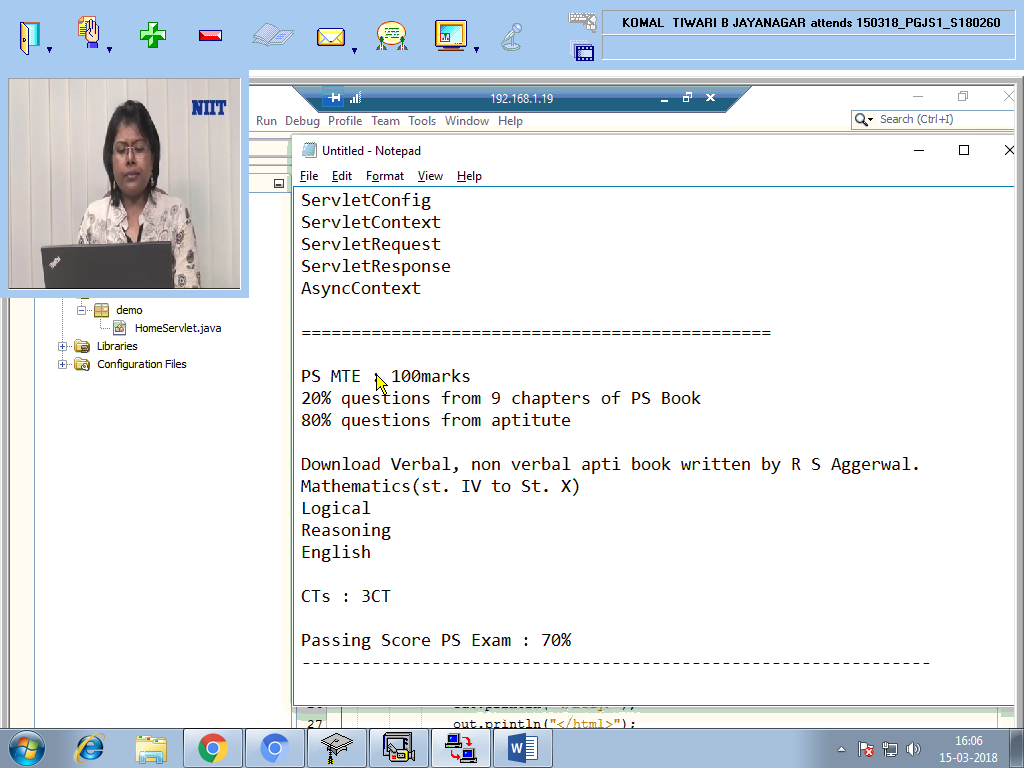 KOMAL TIWARI B JAYANAGAR attends 150318_PGJS1_S180260
NIIT
192.168.1.19
Run Debug Profile Team Tools Window Help
Search (Ctrl+I)
Untitled - Notepad
File Edit Format View Help
ServletConfig
ServletContext
ServletRequest
ServletResponse
AsyncContext
===============================================
PS MTE : 100marks
20% questions from 9 chapters of PS Book
80% questions from aptitute
Download Verbal, non verbal apti book written by R S Aggerwal.
Mathematics(st. IV to St. X)
Logical
Reasoning
English
CTs : 3CT
Passing Score PS Exam : 70%
---------------------------------------------------------------
demo
HomeServlet.java
Libraries
Configuration Files
27 out.println("</html>");
16:06
15-03-2018